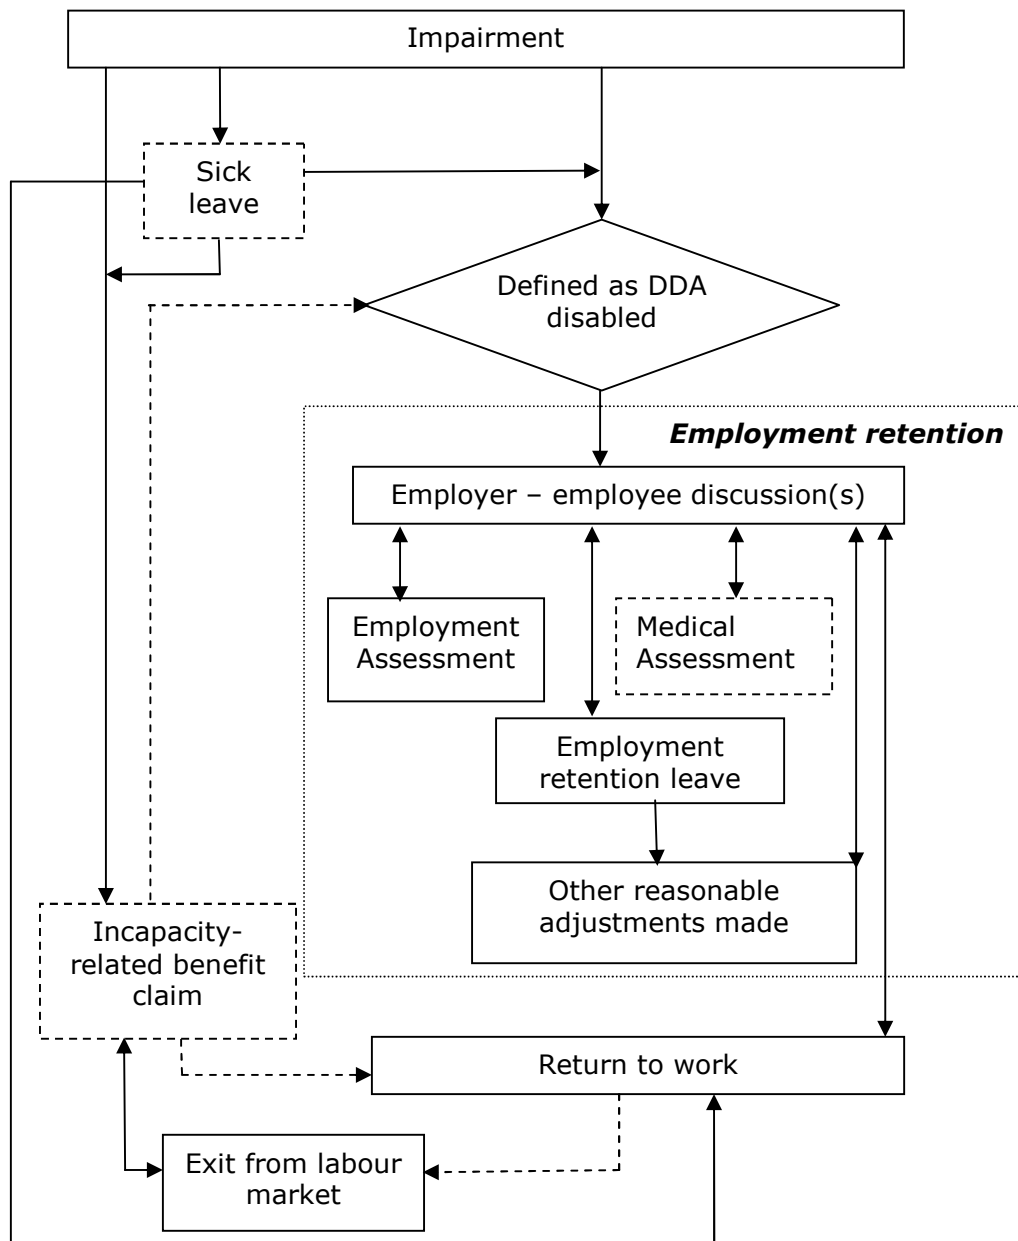 Impairment
Sick
leave
Defined as DDA
disabled
Employment retention
Employer – employee discussion(s)
Employment
Assessment
Medical
Assessment
Employment
retention leave
Other reasonable
adjustments made
Incapacity-
related benefit
claim
Return to work
Exit from labour
market